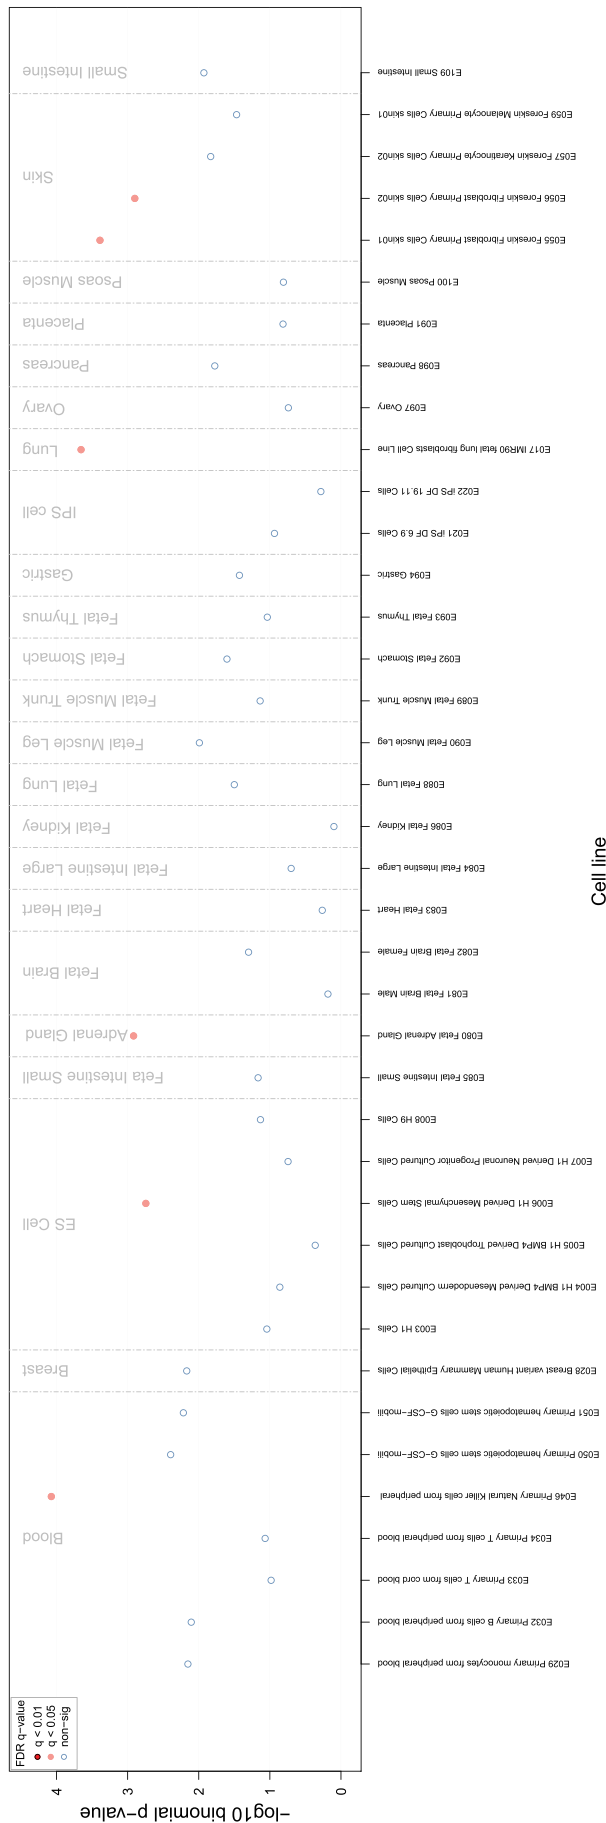 FDR q−value
q < 0.01
q < 0.05
non−sig
−log10 binomial p−value
0
1
2
3
4
Blood
Breast
ES Cell
Feta Intestine Small
Adrenal Gland
Fetal Brain
Fetal Heart
Fetal Intestine Large
Fetal Kidney
Fetal Lung
Fetal Muscle Leg
Fetal Muscle Trunk
Fetal Stomach
Fetal Thymus
Gastric
IPS cell
Lung
Ovary
Pancreas
Placenta
Psoas Muscle
Skin
Small Intestine
E029 Primary monocytes from peripheral blood
E032 Primary B cells from peripheral blood
E033 Primary T cells from cord blood
E034 Primary T cells from peripheral blood
E046 Primary Natural Killer cells from peripheral
E050 Primary hematopoietic stem cells G−CSF−mobili
E051 Primary hematopoietic stem cells G−CSF−mobili
E028 Breast variant Human Mammary Epithelial Cells
E003 H1 Cells
E004 H1 BMP4 Derived Mesendoderm Cultured Cells
E005 H1 BMP4 Derived Trophoblast Cultured Cells
E006 H1 Derived Mesenchymal Stem Cells
E007 H1 Derived Neuronal Progenitor Cultured Cells
E008 H9 Cells
E085 Fetal Intestine Small
E080 Fetal Adrenal Gland
E081 Fetal Brain Male
E082 Fetal Brain Female
E083 Fetal Heart
E084 Fetal Intestine Large
E086 Fetal Kidney
E088 Fetal Lung
E090 Fetal Muscle Leg
E089 Fetal Muscle Trunk
E092 Fetal Stomach
E093 Fetal Thymus
E094 Gastric
E021 iPS DF 6.9 Cells
E022 iPS DF 19.11 Cells
E017 IMR90 fetal lung fibroblasts Cell Line
E097 Ovary
E098 Pancreas
E091 Placenta
E100 Psoas Muscle
E055 Foreskin Fibroblast Primary Cells skin01
E056 Foreskin Fibroblast Primary Cells skin02
E057 Foreskin Keratinocyte Primary Cells skin02
E059 Foreskin Melanocyte Primary Cells skin01
E109 Small Intestine
Cell line